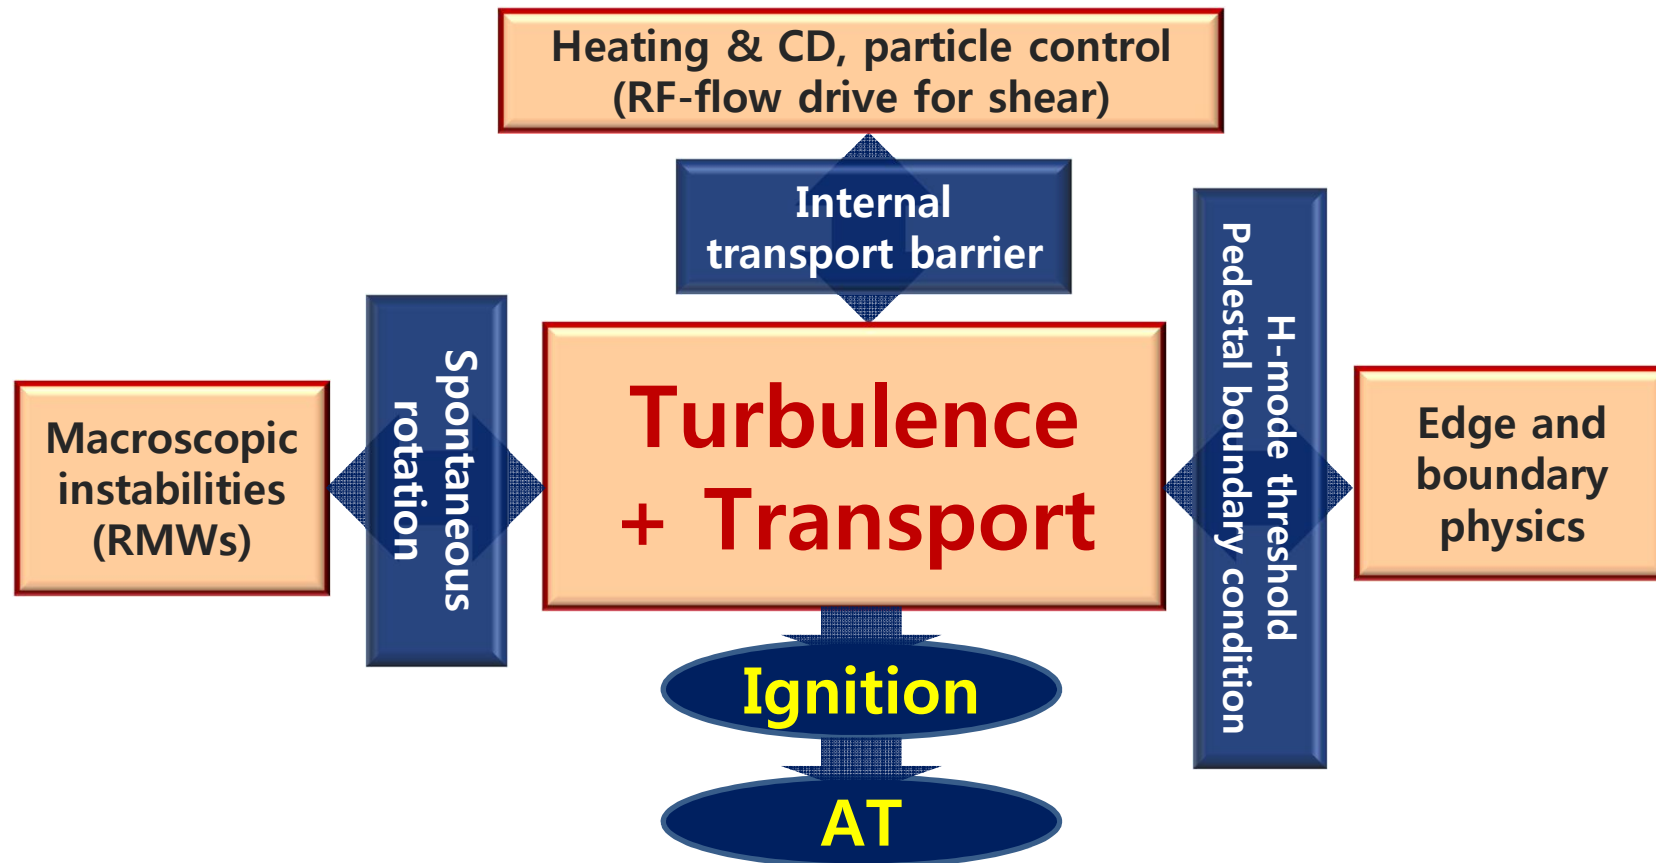 Heating & CD, particle control
(RF-flow drive for shear)
Internal
transport barrier
Spontaneous
rotation
H-mode threshold
Pedestal boundary condition
Macroscopic
instabilities
(RMWs)
Turbulence
+ Transport
Edge and
boundary
physics
Ignition
AT